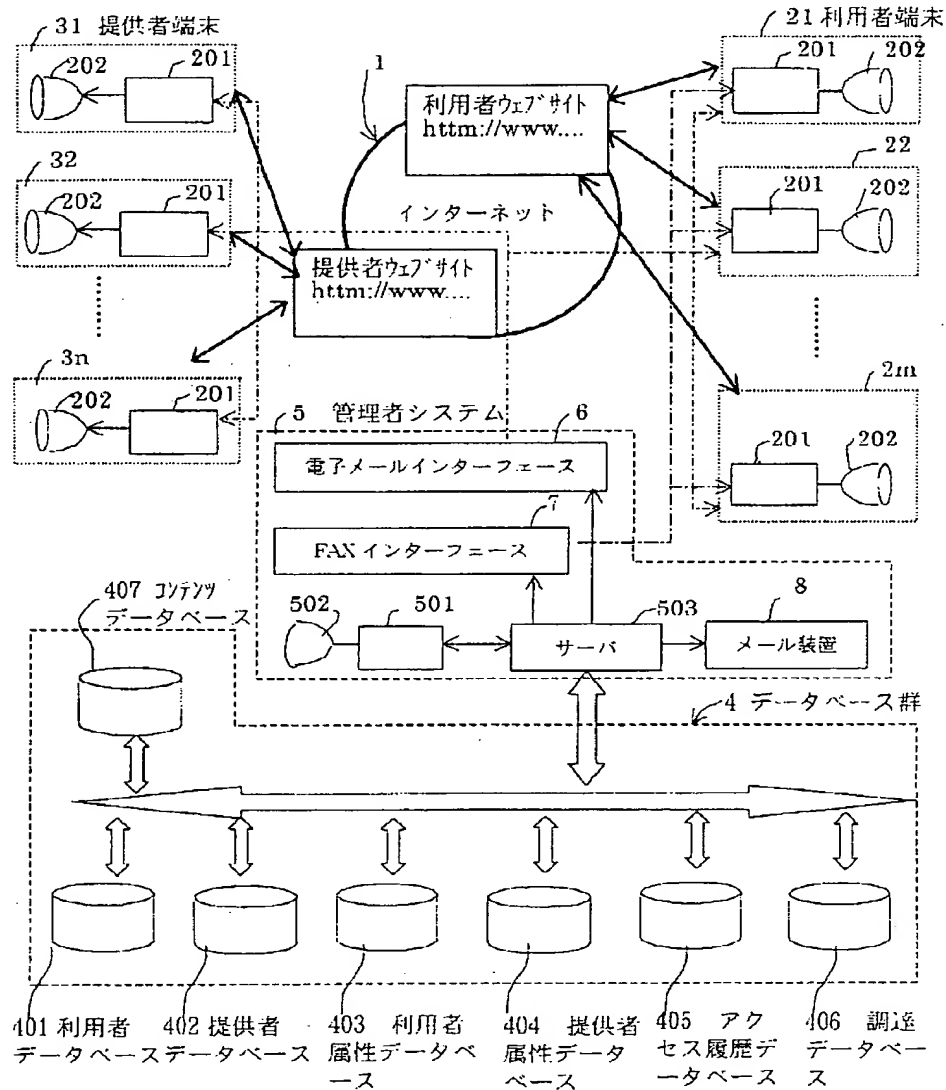 31 提供者端末
202
201
1
利用者ウェブサイト
httm://www....
21 利用者端末
201
202
32
202
201
インターネット
22
201
202
提供者ウェブサイト
httm://www....
3n
202
201
2m
201
202
5 管理者システム
6
電子メールインターフェース
7
FAX インターフェース
407 コンテンツ
データベース
502
501
503
サーバ
8
メール装置
4 データベース群
401 利用者
データベース
402 提供者
データベース
403 利用者
属性データベ
ース
404 提供者
属性データ
ベース
405 アク
セス履歴デ
ータベース
406 調達
データベー
ス